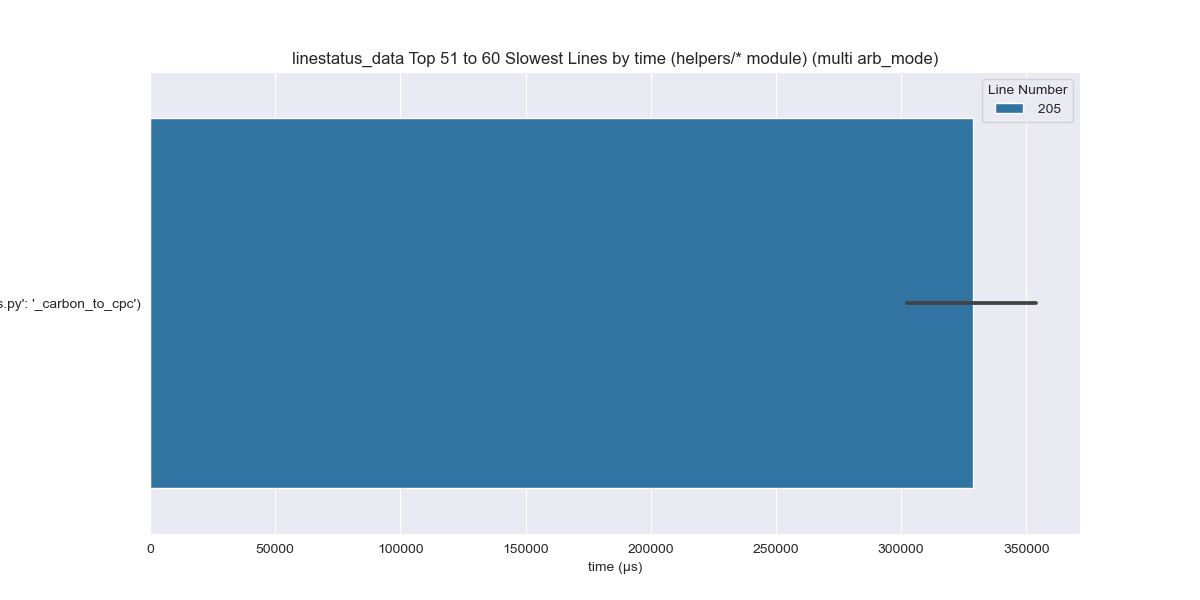 linestatus_data Top 51 to 60 Slowest Lines by time (helpers/* module) (multi arb_mode)
Line Number
205
s.py': '_carbon_to_cpc')
0 50000 100000 150000 200000 250000 300000 350000
time (µs)